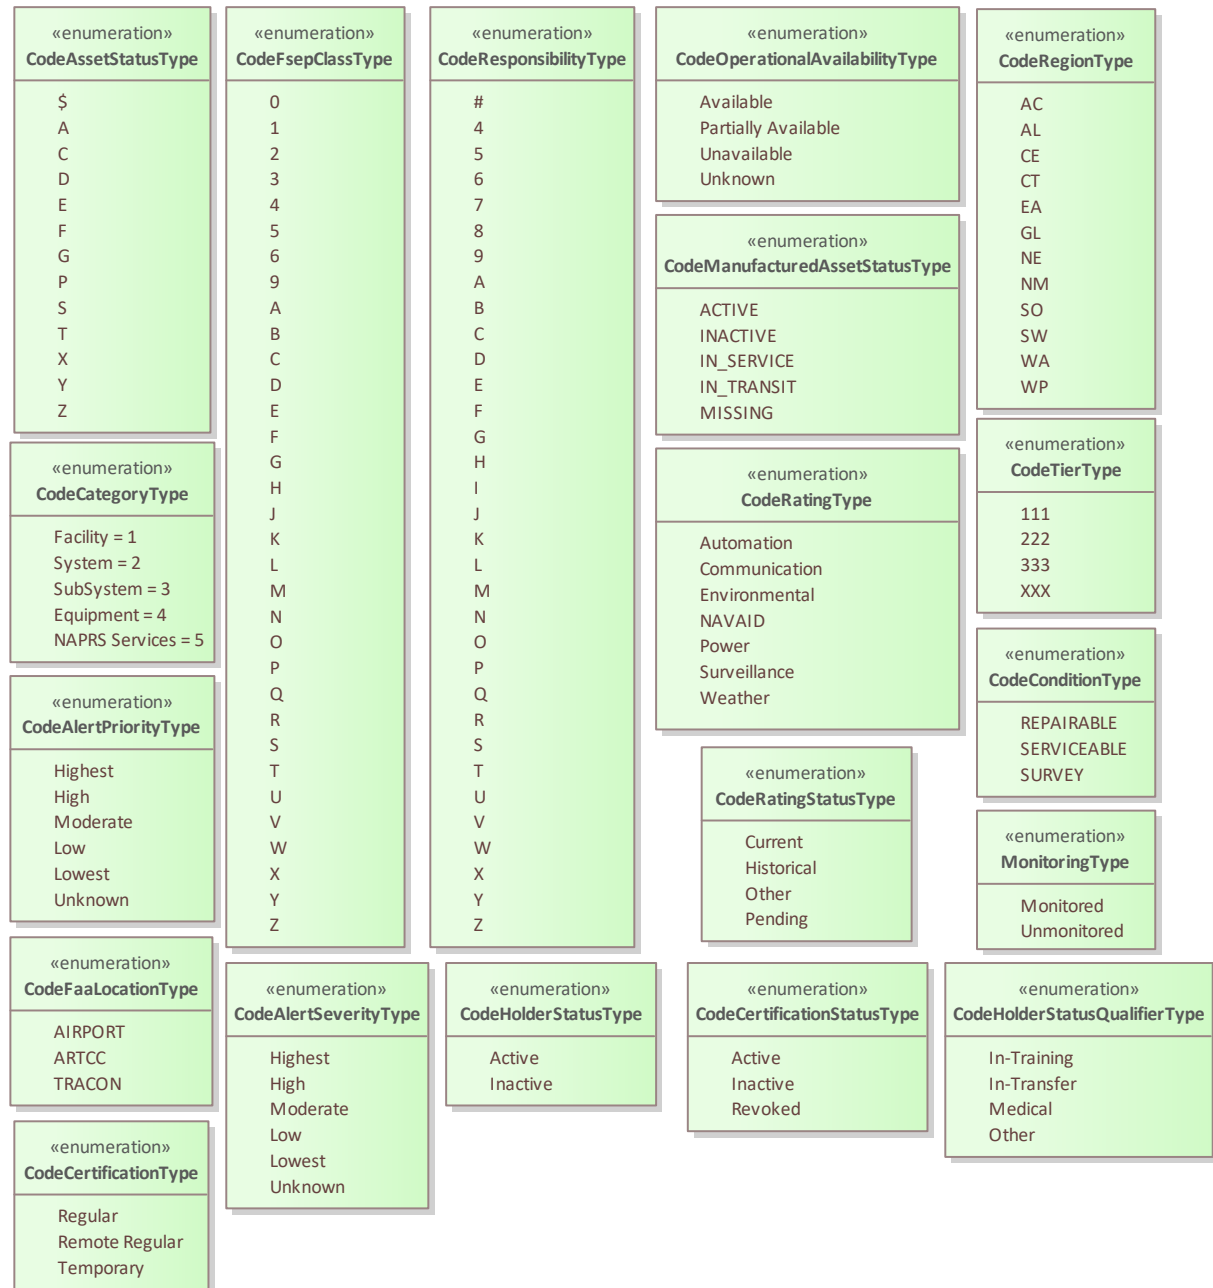 «enumeration»
CodeAssetStatusType
$
A
C
D
E
F
G
P
S
T
X
Y
Z
«enumeration»
CodeCategoryType
Facility = 1
System = 2
SubSystem = 3
Equipment = 4
NAPRS Services = 5
«enumeration»
CodeAlertPriorityType
Highest
High
Moderate
Low
Lowest
Unknown
«enumeration»
CodeFaaLocationType
AIRPORT
ARTCC
TRACON
«enumeration»
CodeCertificationType
Regular
Remote Regular
Temporary
«enumeration»
CodeFsepClassType
0
1
2
3
4
5
6
9
A
B
C
D
E
F
G
H
J
K
L
M
N
O
P
Q
R
S
T
U
V
W
X
Y
Z
«enumeration»
CodeAlertSeverityType
Highest
High
Moderate
Low
Lowest
Unknown
«enumeration»
CodeResponsibilityType
#
4
5
6
7
8
9
A
B
C
D
E
F
G
H
I
J
K
L
M
N
O
P
Q
R
S
T
U
V
W
X
Y
Z
«enumeration»
CodeHolderStatusType
Active
Inactive
«enumeration»
CodeOperationalAvailabilityType
Available
Partially Available
Unavailable
Unknown
«enumeration»
CodeManufacturedAssetStatusType
ACTIVE
INACTIVE
IN_SERVICE
IN_TRANSIT
MISSING
«enumeration»
CodeRatingType
Automation
Communication
Environmental
NAVAID
Power
Surveillance
Weather
«enumeration»
CodeRatingStatusType
Current
Historical
Other
Pending
«enumeration»
CodeCertificationStatusType
Active
Inactive
Revoked
«enumeration»
CodeRegionType
AC
AL
CE
CT
EA
GL
NE
NM
SO
SW
WA
WP
«enumeration»
CodeTierType
111
222
333
XXX
«enumeration»
CodeConditionType
REPAIRABLE
SERVICEABLE
SURVEY
«enumeration»
MonitoringType
Monitored
Unmonitored
«enumeration»
CodeHolderStatusQualifierType
In-Training
In-Transfer
Medical
Other